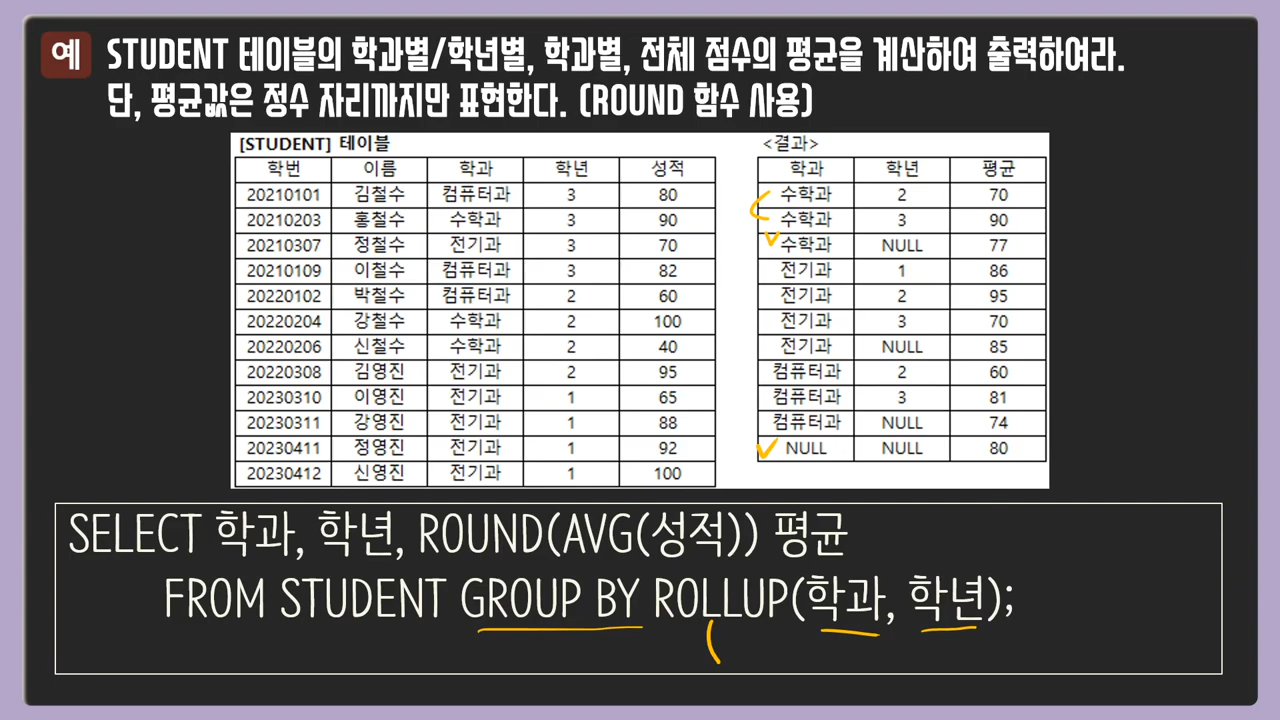 예 STUDENT 테이블의 학과별/학년별, 학과별, 전체 점수의 평균을 계산하여 출력하여라.
단, 평균값은 정수 자리까지만 표현한다. (ROUND 함수 사용)
[STUDENT] 테이블
학번 이름 학과 학년 성적
20210101 김철수 컴퓨터과 3 80
20210203 홍철수 수학과 3 90
20210307 정철수 전기과 3 70
20210109 이철수 컴퓨터과 3 82
20220102 박철수 컴퓨터과 2 60
20220204 강철수 수학과 2 100
20220206 신철수 수학과 2 40
20220308 김영진 전기과 2 95
20230310 이영진 전기과 1 65
20230311 강영진 전기과 1 88
20230411 정영진 전기과 1 92
20230412 신영진 전기과 1 100
<결과>
학과 학년 평균
수학과 2 70
수학과 3 90
수학과 NULL 77
전기과 1 86
전기과 2 95
전기과 3 70
전기과 NULL 85
컴퓨터과 2 60
컴퓨터과 3 81
컴퓨터과 NULL 74
NULL NULL 80
SELECT 학과, 학년, ROUND(AVG(성적)) 평균
FROM STUDENT GROUP BY ROLLUP(학과, 학년);